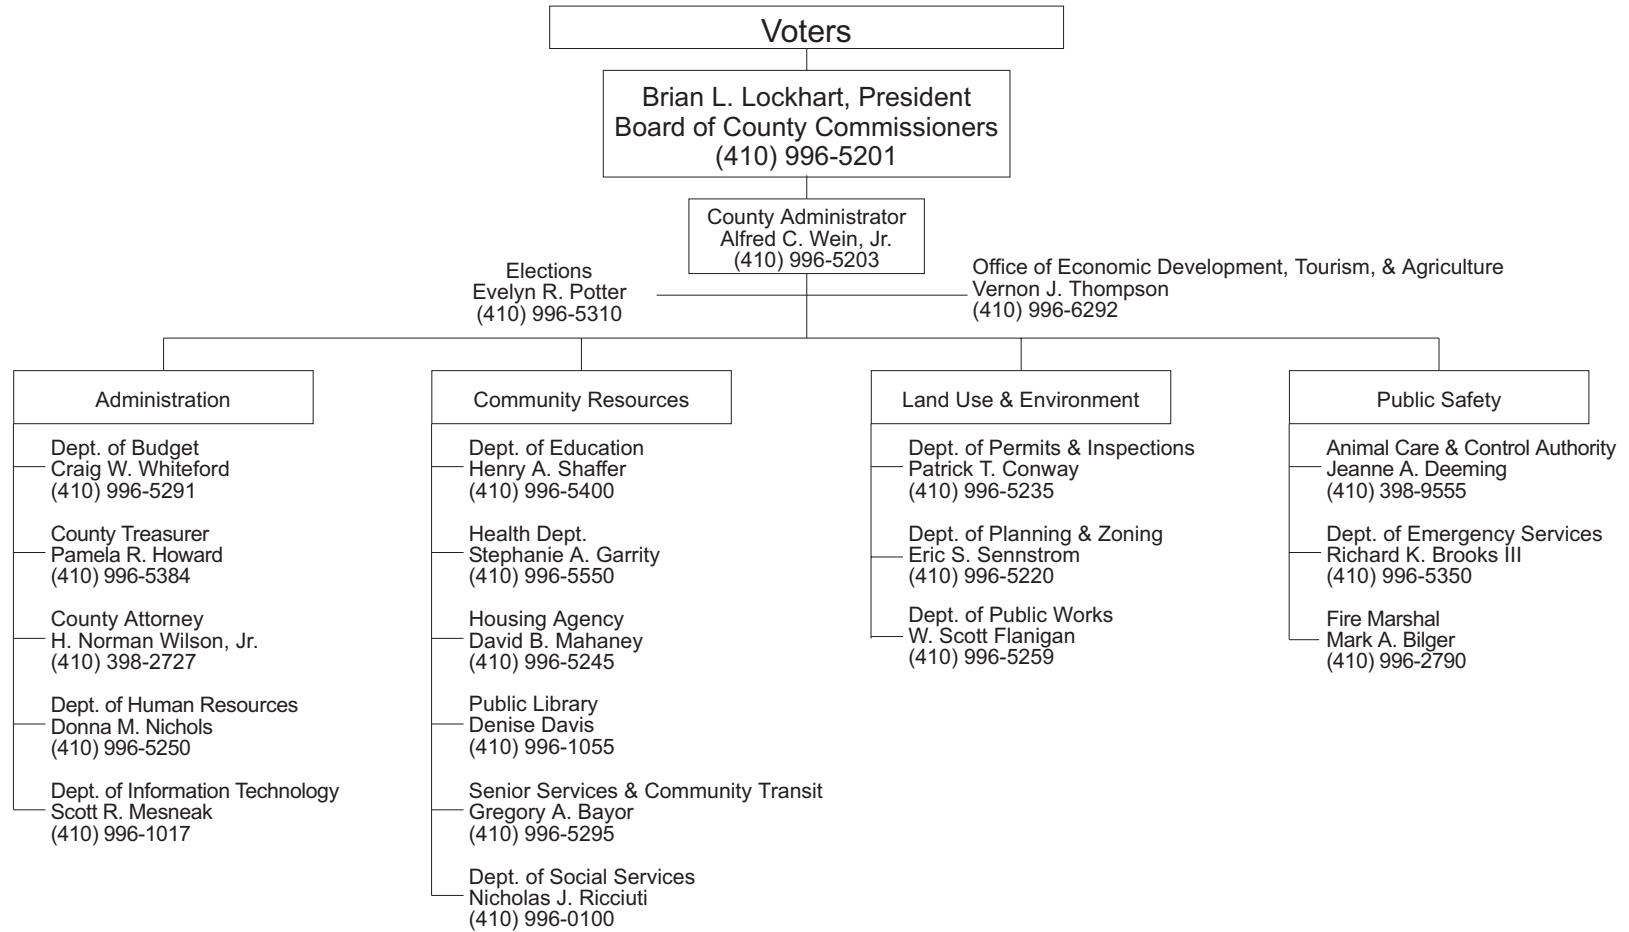 Voters
Brian L. Lockhart, President
Board of County Commissioners
(410) 996-5201
County Administrator
Alfred C. Wein, Jr.
(410) 996-5203
Elections
Evelyn R. Potter
(410) 996-5310
Office of Economic Development, Tourism, & Agriculture
Vernon J. Thompson
(410) 996-6292
Administration
Dept. of Budget
Craig W. Whiteford
(410) 996-5291
County Treasurer
Pamela R. Howard
(410) 996-5384
County Attorney
H. Norman Wilson, Jr.
(410) 398-2727
Dept. of Human Resources
Donna M. Nichols
(410) 996-5250
Dept. of Information Technology
Scott R. Mesneak
(410) 996-1017
Community Resources
Dept. of Education
Henry A. Shaffer
(410) 996-5400
Health Dept.
Stephanie A. Garrity
(410) 996-5550
Housing Agency
David B. Mahaney
(410) 996-5245
Public Library
Denise Davis
(410) 996-1055
Senior Services & Community Transit
Gregory A. Bayor
(410) 996-5295
Dept. of Social Services
Nicholas J. Ricciuti
(410) 996-0100
Land Use & Environment
Dept. of Permits & Inspections
Patrick T. Conway
(410) 996-5235
Dept. of Planning & Zoning
Eric S. Sennstrom
(410) 996-5220
Dept. of Public Works
W. Scott Flanigan
(410) 996-5259
Public Safety
Animal Care & Control Authority
Jeanne A. Deeming
(410) 398-9555
Dept. of Emergency Services
Richard K. Brooks III
(410) 996-5350
Fire Marshal
Mark A. Bilger
(410) 996-2790